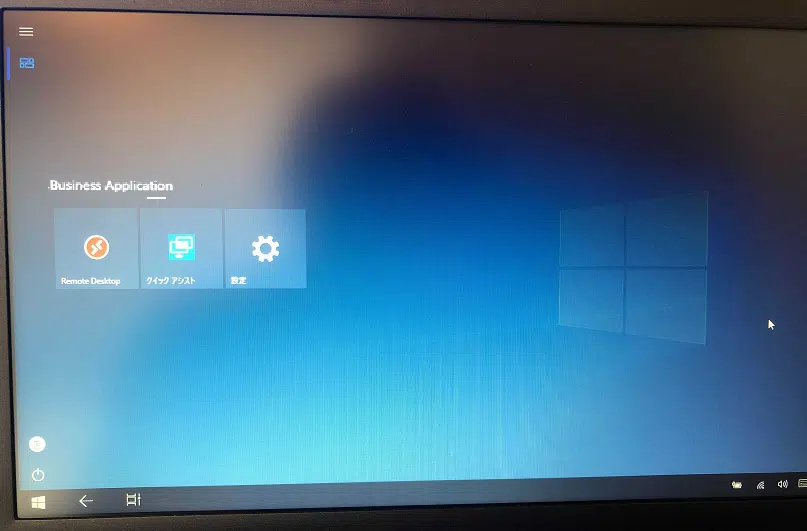 Business Application
Remote Desktop
クイック アシスト
設定